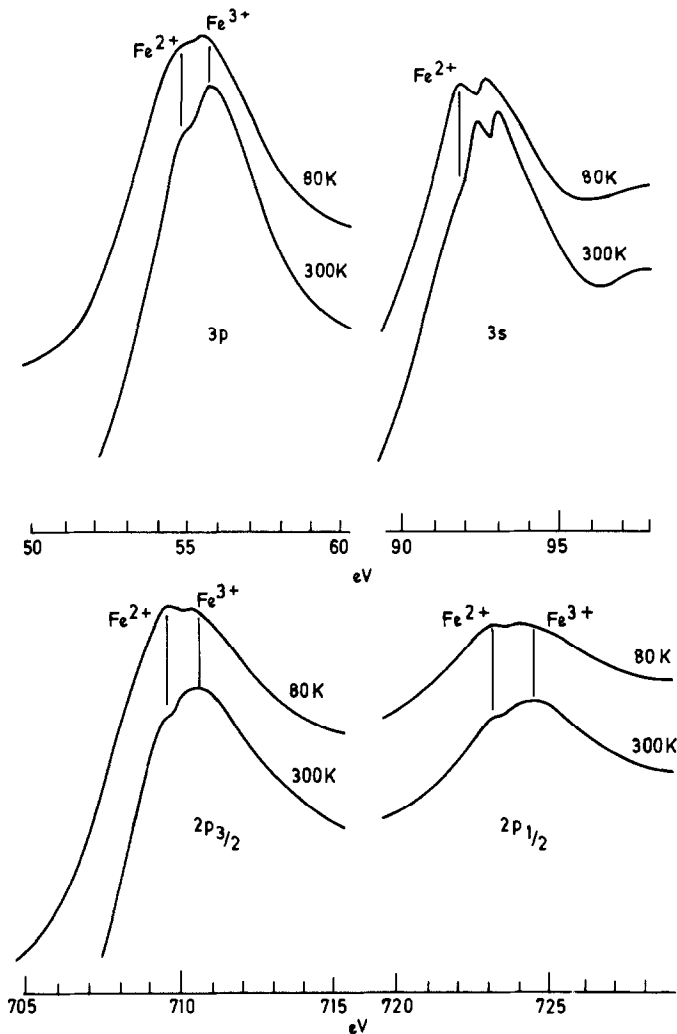 Fe²⁺ Fe³⁺
80K
300K
3p
Fe²⁺
80K
300K
3s
50 55 60
90 95
eV
Fe²⁺ Fe³⁺
80K
300K
2p₃/₂
Fe²⁺ Fe³⁺
80K
300K
2p₁/₂
705 710 715 720 725
eV